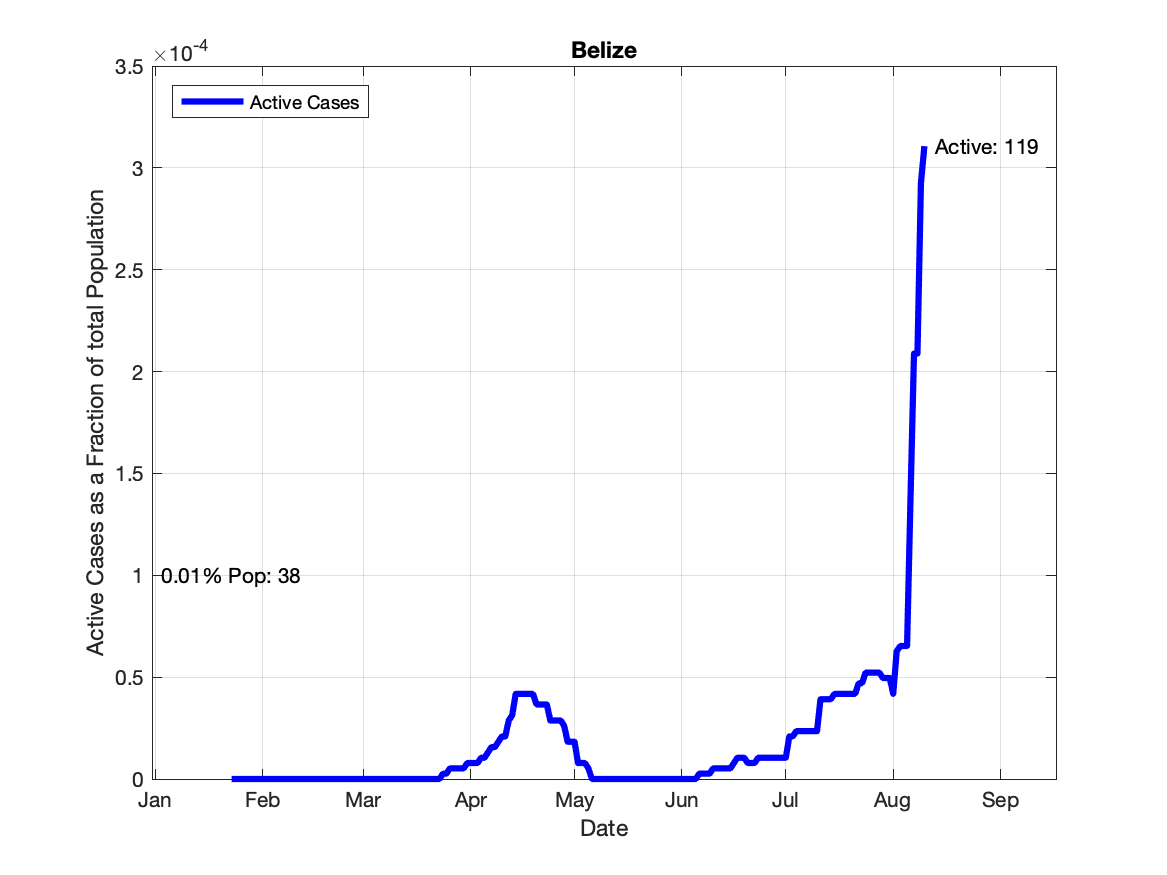 Belize
×10-4
3.5
3
2.5
2
1.5
1
0.5
0
Active Cases as a Fraction of total Population
Active Cases
Active: 119
0.01% Pop: 38
Jan Feb Mar Apr May Jun Jul Aug Sep
Date